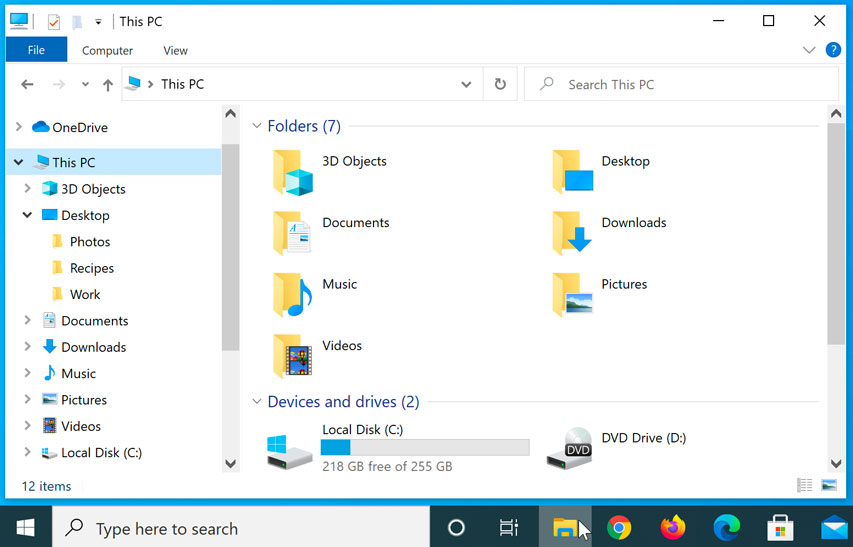 This PC
File Computer View
This PC
Search This PC
OneDrive
This PC
3D Objects
Desktop
Photos
Recipes
Work
Documents
Downloads
Music
Pictures
Videos
Local Disk (C:)
Folders (7)
3D Objects
Desktop
Documents
Downloads
Music
Pictures
Videos
Devices and drives (2)
Local Disk (C:)
218 GB free of 255 GB
DVD
DVD Drive (D:)
12 items
Type here to search